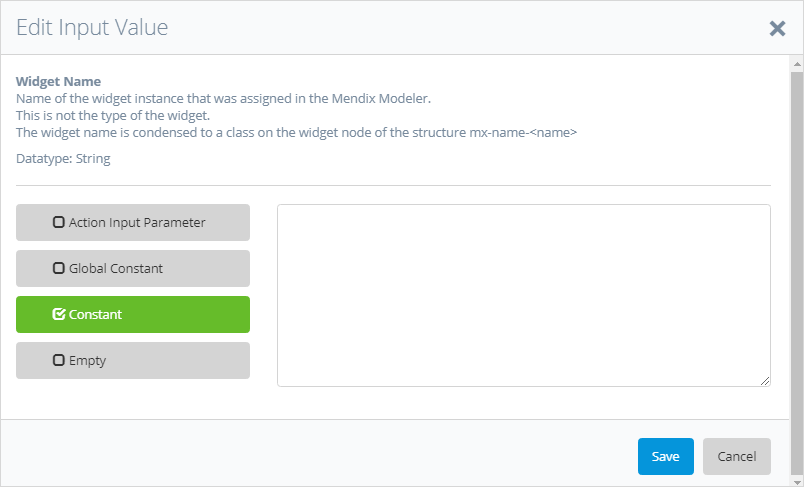 Edit Input Value
Widget Name
Name of the widget instance that was assigned in the Mendix Modeler.
This is not the type of the widget.
The widget name is condensed to a class on the widget node of the structure mx-name-<name>
Datatype: String
Action Input Parameter
Global Constant
Constant
Empty
Save
Cancel